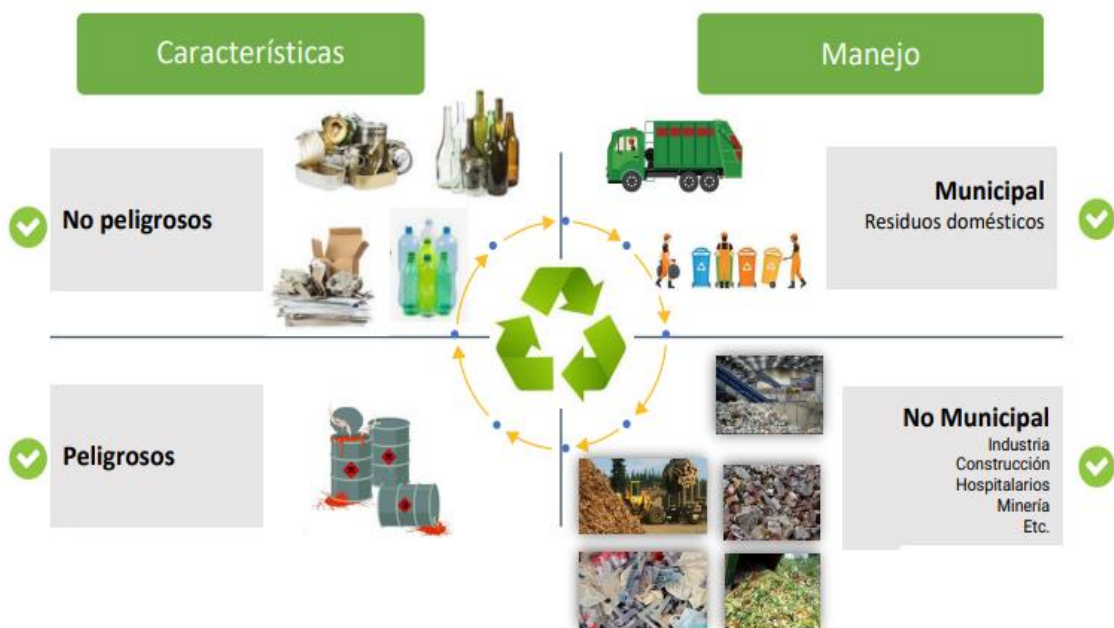 Características
Manejo
No peligrosos
Municipal
Residuos domésticos
Peligrosos
No Municipal
Industria
Construcción
Hospitalarios
Minería
Etc.